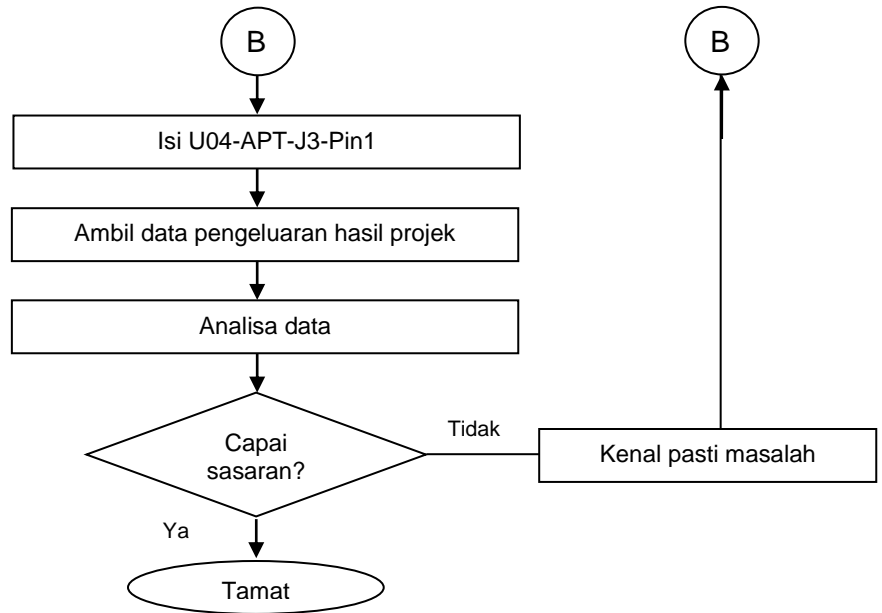 B
B
Isi U04-APT-J3-Pin1
Ambil data pengeluaran hasil projek
Analisa data
Capai
sasaran?
Tidak
Kenal pasti masalah
Ya
Tamat